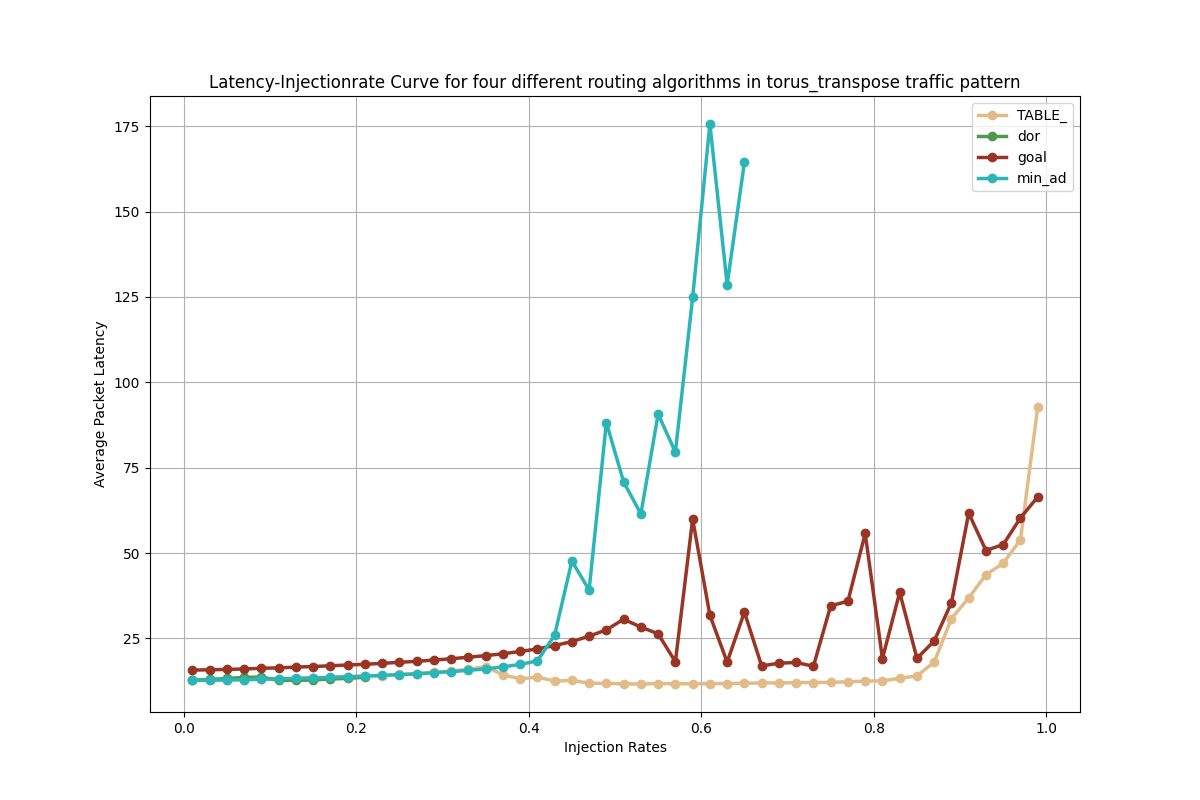 Latency-Injectionrate Curve for four different routing algorithms in torus_transpose traffic pattern
TABLE_
dor
goal
min_ad
175
150
125
100
75
50
25
Average Packet Latency
0.0 0.2 0.4 0.6 0.8 1.0
Injection Rates